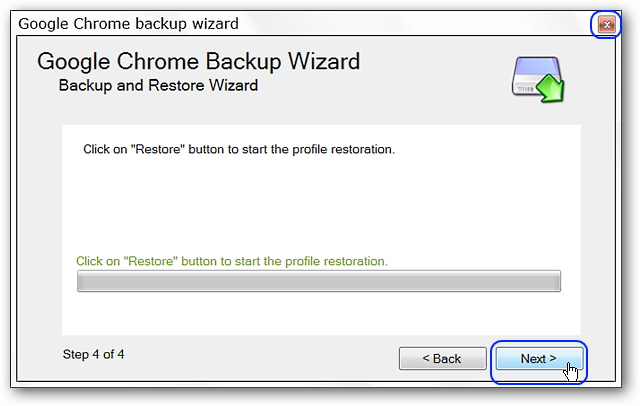 Google Chrome backup wizard
Google Chrome Backup Wizard
Backup and Restore Wizard
Click on "Restore" button to start the profile restoration.
Click on "Restore" button to start the profile restoration.
Step 4 of 4
< Back
Next >